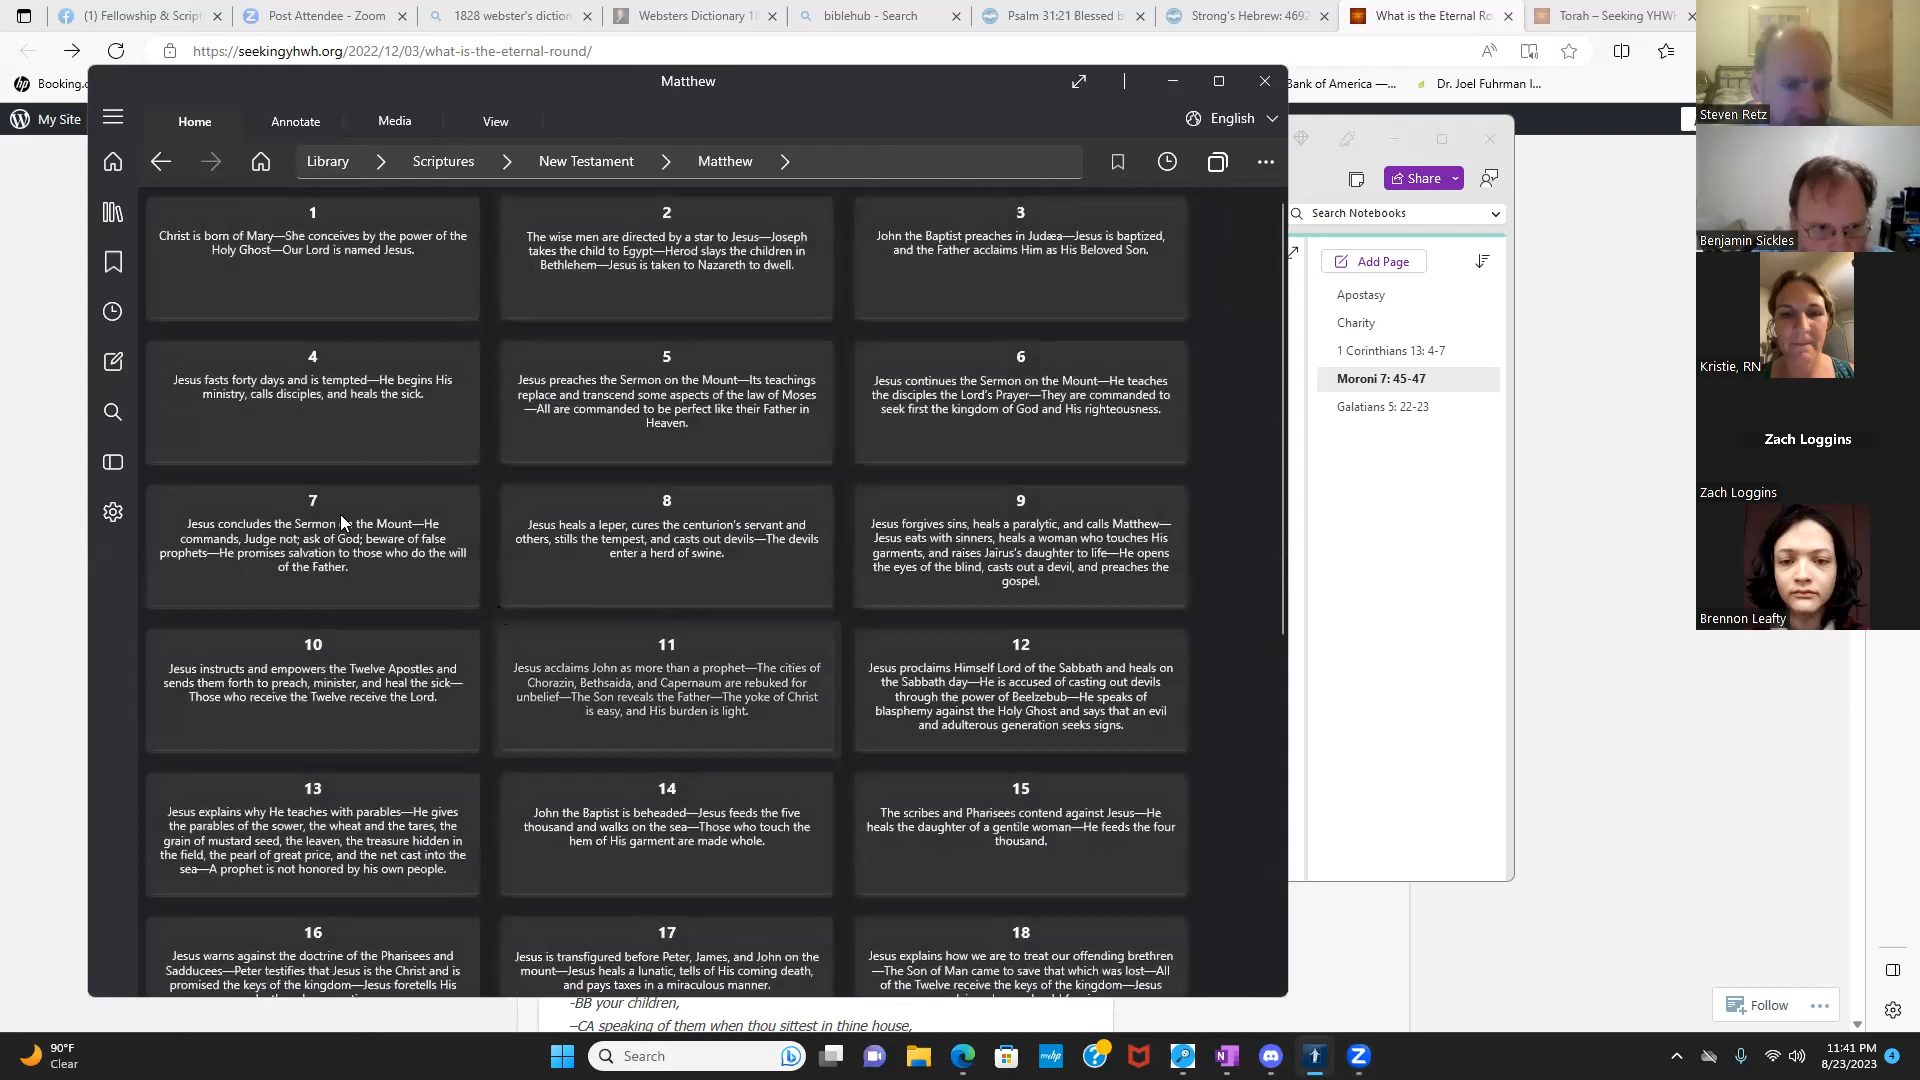 (1) Fellowship & Script
Post Attendee - Zoom
1828 webster's diction
Websters Dictionary 18
biblehub - Search
Psalm 31:21 Blessed b
Strong's Hebrew: 4692
What is the Eternal Ro
Torah – Seeking YHWH
https://seekingyhwh.org/2022/12/03/what-is-the-eternal-round/
Booking.c
Bank of America —...
Dr. Joel Fuhrman l...
My Site
Matthew
Home
Annotate
Media
View
English
Library
Scriptures
New Testament
Matthew
1
Christ is born of Mary—She conceives by the power of the
Holy Ghost—Our Lord is named Jesus.
2
The wise men are directed by a star to Jesus—Joseph
takes the child to Egypt—Herod slays the children in
Bethlehem—Jesus is taken to Nazareth to dwell.
3
John the Baptist preaches in Judæa—Jesus is baptized,
and the Father acclaims Him as His Beloved Son.
4
Jesus fasts forty days and is tempted—He begins His
ministry, calls disciples, and heals the sick.
5
Jesus preaches the Sermon on the Mount—Its teachings
replace and transcend some aspects of the law of Moses
—All are commanded to be perfect like their Father in
Heaven.
6
Jesus continues the Sermon on the Mount—He teaches
the disciples the Lord's Prayer—They are commanded to
seek first the kingdom of God and His righteousness.
7
Jesus concludes the Sermon the Mount—He
commands, Judge not; ask of God; beware of false
prophets—He promises salvation to those who do the will
of the Father.
8
Jesus heals a leper, cures the centurion's servant and
others, stills the tempest, and casts out devils—The devils
enter a herd of swine.
9
Jesus forgives sins, heals a paralytic, and calls Matthew—
Jesus eats with sinners, heals a woman who touches His
garments, and raises Jairus's daughter to life—He opens
the eyes of the blind, casts out a devil, and preaches the
gospel.
10
Jesus instructs and empowers the Twelve Apostles and
sends them forth to preach, minister, and heal the sick—
Those who receive the Twelve receive the Lord.
11
Jesus acclaims John as more than a prophet—The cities of
Chorazin, Bethsaida, and Capernaum are rebuked for
unbelief—The Son reveals the Father—The yoke of Christ
is easy, and His burden is light.
12
Jesus proclaims Himself Lord of the Sabbath and heals on
the Sabbath day—He is accused of casting out devils
through the power of Beelzebub—He speaks of
blasphemy against the Holy Ghost and says that an evil
and adulterous generation seeks signs.
13
Jesus explains why He teaches with parables—He gives
the parables of the sower, the wheat and the tares, the
grain of mustard seed, the leaven, the treasure hidden in
the field, the pearl of great price, and the net cast into the
sea—A prophet is not honored by his own people.
14
John the Baptist is beheaded—Jesus feeds the five
thousand and walks on the sea—Those who touch the
hem of His garment are made whole.
15
The scribes and Pharisees contend against Jesus—He
heals the daughter of a gentile woman—He feeds the four
thousand.
16
Jesus warns against the doctrine of the Pharisees and
Sadducees—Peter testifies that Jesus is the Christ and is
promised the keys of the kingdom—Jesus foretells His
17
Jesus is transfigured before Peter, James, and John on the
mount—Jesus heals a lunatic, tells of His coming death,
and pays taxes in a miraculous manner.
18
Jesus explains how we are to treat our offending brethren
—The Son of Man came to save that which was lost—All
of the Twelve receive the keys of the kingdom—Jesus
Share
Search Notebooks
Add Page
Apostasy
Charity
1 Corinthians 13: 4-7
Moroni 7: 45-47
Galatians 5: 22-23
Steven Retz
Benjamin Sickles
Kristie, RN
Zach Loggins
Zach Loggins
Brennon Leafty
-BB your children,
–CA speaking of them when thou sittest in thine house,
Follow
90°F
Clear
Search
11:41 PM
8/23/2023
4